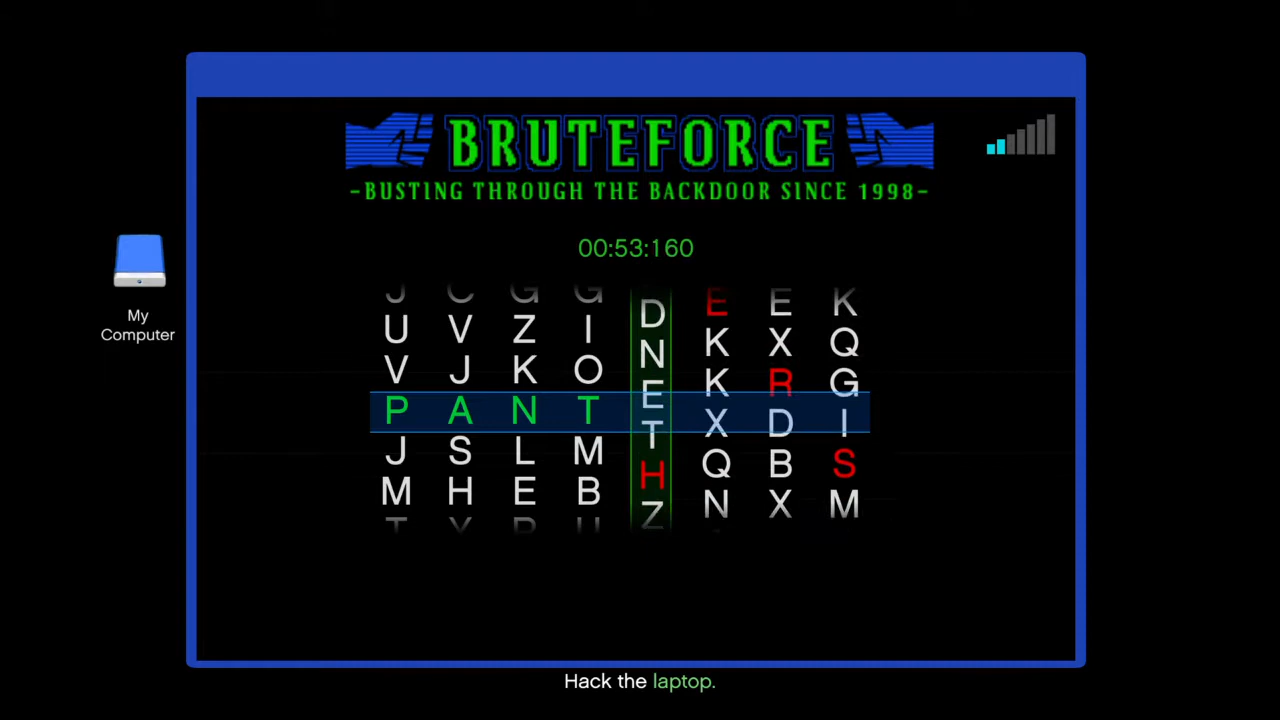 BRUTEFORCE
-BUSTING THROUGH THE BACKDOOR SINCE 1998-
00:53:160
My
Computer
J C G G D E E K
U V Z I N K X Q
V J K O E K R G
P A N T T X D I
J S L M H Q B S
M H E B Z N X M
Hack the laptop.